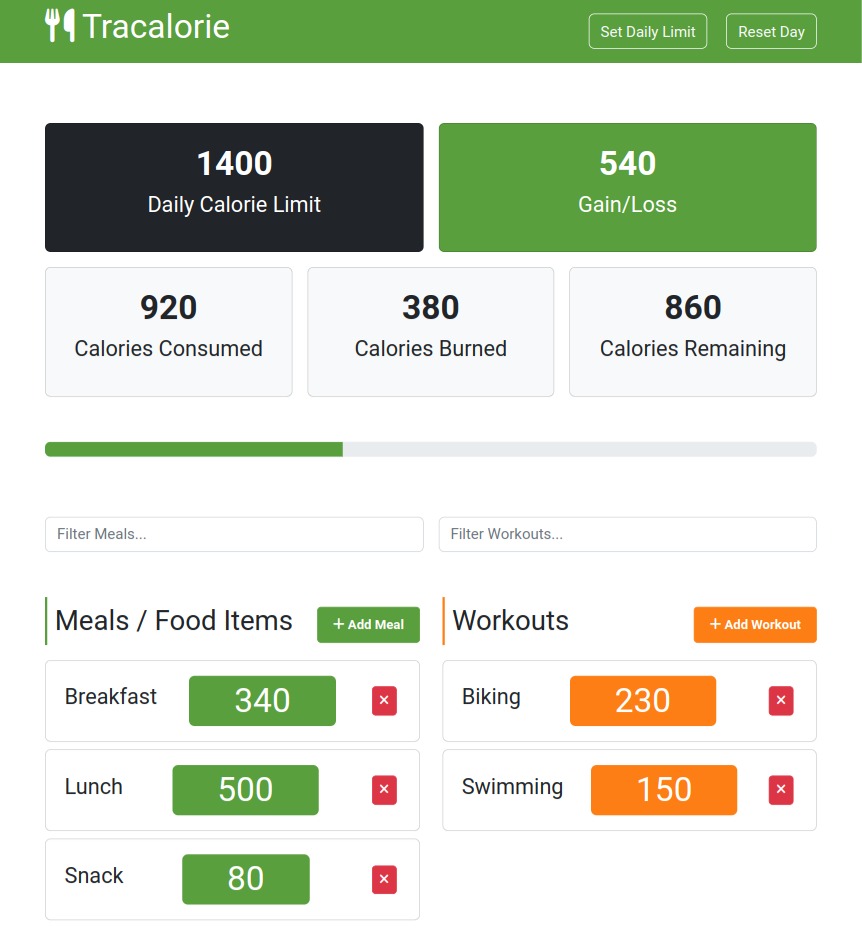 Tracalorie
Set Daily Limit
Reset Day
1400
Daily Calorie Limit
540
Gain/Loss
920
Calories Consumed
380
Calories Burned
860
Calories Remaining
Filter Meals...
Filter Workouts...
Meals / Food Items
+ Add Meal
Breakfast 340 ×
Lunch 500 ×
Snack 80 ×
Workouts
+ Add Workout
Biking 230 ×
Swimming 150 ×